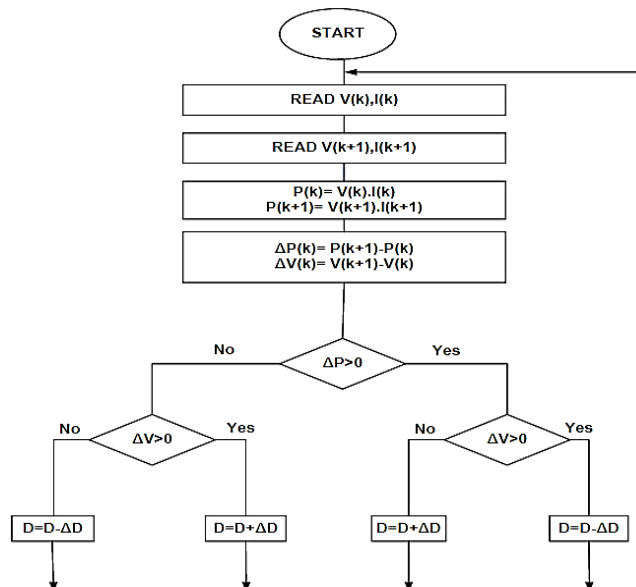 START
READ V(k),I(k)
READ V(k+1),I(k+1)
P(k)= V(k).I(k)
P(k+1)= V(k+1).I(k+1)
ΔP(k)= P(k+1)-P(k)
ΔV(k)= V(k+1)-V(k)
No
ΔP>0
Yes
No
ΔV>0
Yes
No
ΔV>0
Yes
D=D-ΔD
D=D+ΔD
D=D+ΔD
D=D-ΔD